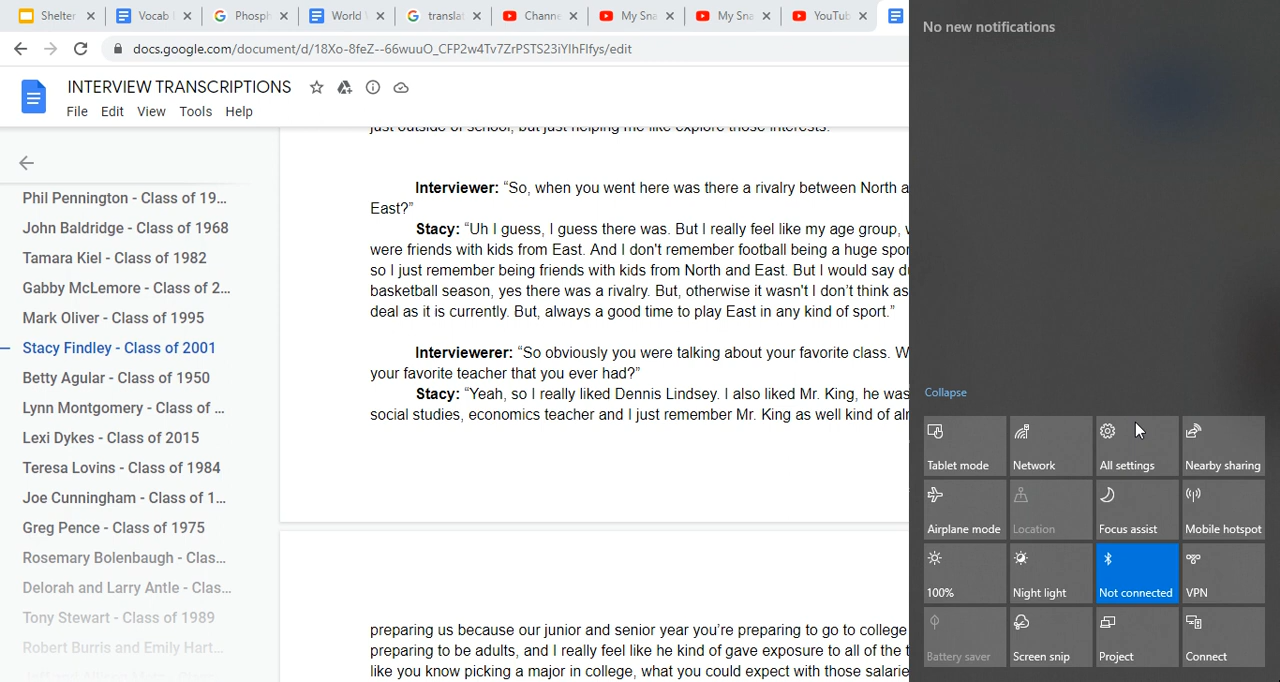 Shelter
Vocab
Phosph
World
translat
Channe
My Sna
My Sna
YouTub
docs.google.com/document/d/18Xo-8feZ--66wuuO_CFP2w4Tv7ZrPSTS23iYlhFlfys/edit
INTERVIEW TRANSCRIPTIONS
File Edit View Tools Help
Phil Pennington - Class of 19...
John Baldridge - Class of 1968
Tamara Kiel - Class of 1982
Gabby McLemore - Class of 2...
Mark Oliver - Class of 1995
Stacy Findley - Class of 2001
Betty Agular - Class of 1950
Lynn Montgomery - Class of ...
Lexi Dykes - Class of 2015
Teresa Lovins - Class of 1984
Joe Cunningham - Class of 1...
Greg Pence - Class of 1975
Rosemary Bolenbaugh - Clas...
Delorah and Larry Antle - Clas...
Tony Stewart - Class of 1989
Robert Burris and Emily Hart...
just outside of school, but just helping me like explore those interests.
Interviewer: “So, when you went here was there a rivalry between North a
East?”
Stacy: “Uh I guess, I guess there was. But I really feel like my age group,
were friends with kids from East. And I don't remember football being a huge spor
so I just remember being friends with kids from North and East. But I would say d
basketball season, yes there was a rivalry. But, otherwise it wasn't I don’t think as
deal as it is currently. But, always a good time to play East in any kind of sport.”
Interviewerer: “So obviously you were talking about your favorite class. W
your favorite teacher that you ever had?”
Stacy: “Yeah, so I really liked Dennis Lindsey. I also liked Mr. King, he was
social studies, economics teacher and I just remember Mr. King as well kind of al
preparing us because our junior and senior year you’re preparing to go to college
preparing to be adults, and I really feel like he kind of gave exposure to all of the t
like you know picking a major in college, what you could expect with those salarie
No new notifications
Collapse
Tablet mode
Network
All settings
Nearby sharing
Airplane mode
Location
Focus assist
Mobile hotspot
100%
Night light
Not connected
VPN
Battery saver
Screen snip
Project
Connect